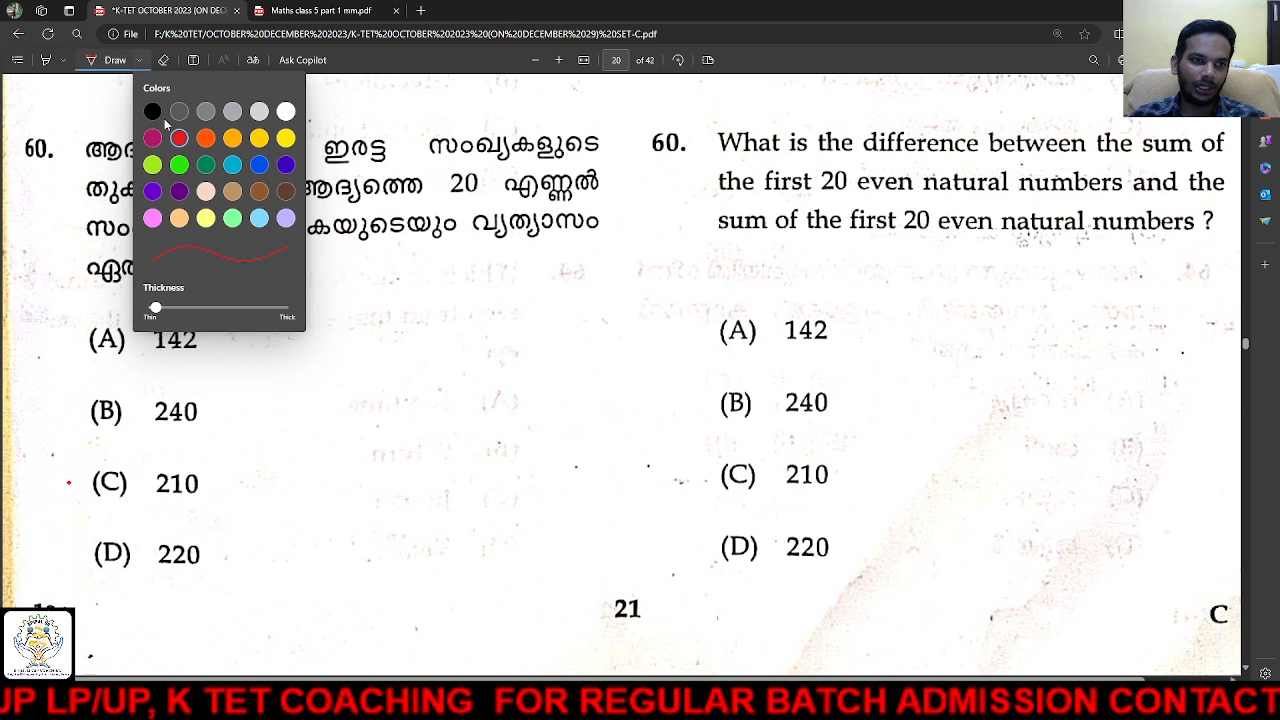 *K-TET OCTOBER 2023 (ON DEC
Maths class 5 part 1 mm.pdf
File
F:/K%20TET/OCTOBER%20DECEMBER%202023/K-TET%20OCTOBER%202023%20(ON%20DECEMBER%2029)%20SET-C.pdf
Draw
Ask Copilot
20 of 42
Colors
Thickness
Thin
Thick
60. ഇരട്ട സംഖ്യകളുടെ
തുക ആദ്യത്തെ 20 എണ്ണൽ
വ്യത്യാസം
(A) 142
(B) 240
(C) 210
(D) 220
60. What is the difference between the sum of
the first 20 even natural numbers and the
sum of the first 20 even natural numbers ?
(A) 142
(B) 240
(C) 210
(D) 220
21
C
UP LP/UP, K TET COACHING FOR REGULAR BATCH ADMISSION CONTACT